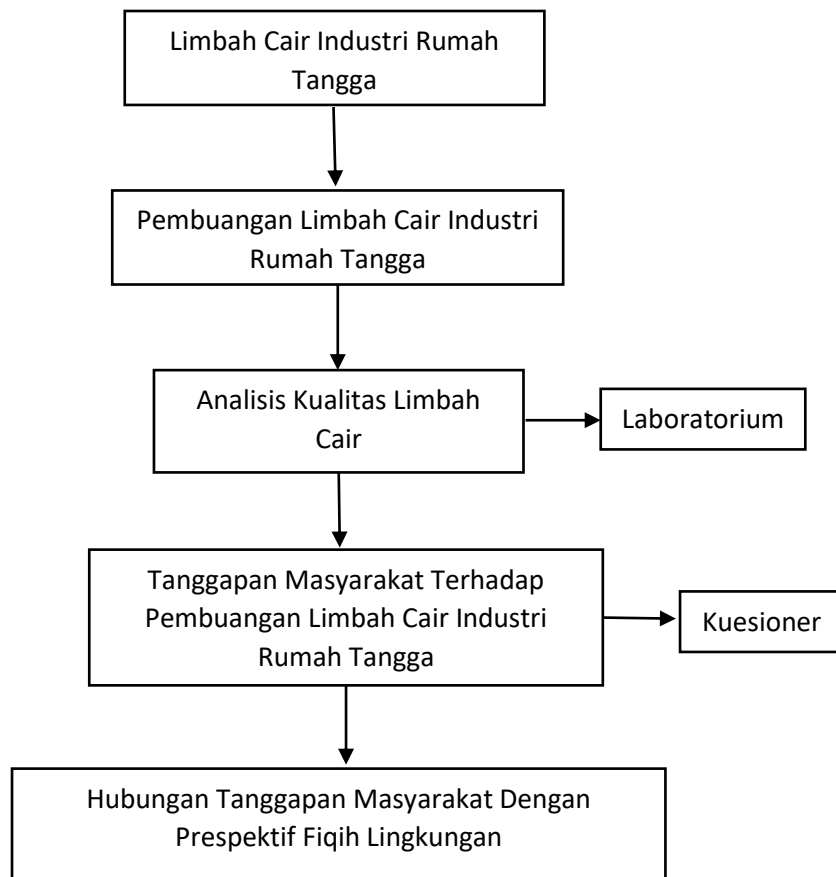 Limbah Cair Industri Rumah
Tangga
Pembuangan Limbah Cair Industri
Rumah Tangga
Analisis Kualitas Limbah
Cair
Laboratorium
Tanggapan Masyarakat Terhadap
Pembuangan Limbah Cair Industri
Rumah Tangga
Kuesioner
Hubungan Tanggapan Masyarakat Dengan
Prespektif Fiqih Lingkungan